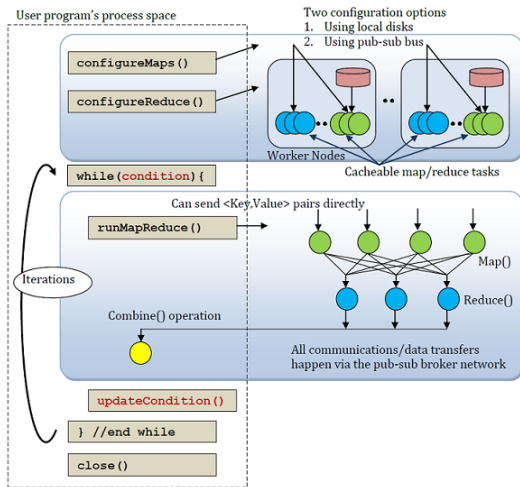 User program's process space
Two configuration options
1. Using local disks
2. Using pub-sub bus
configureMaps()
configureReduce()
Worker Nodes
Cacheable map/reduce tasks
while(condition){
Can send <Key,Value> pairs directly
runMapReduce()
Map()
Iterations
Reduce()
Combine() operation
All communications/data transfers
happen via the pub-sub broker network
updateCondition()
} //end while
close()